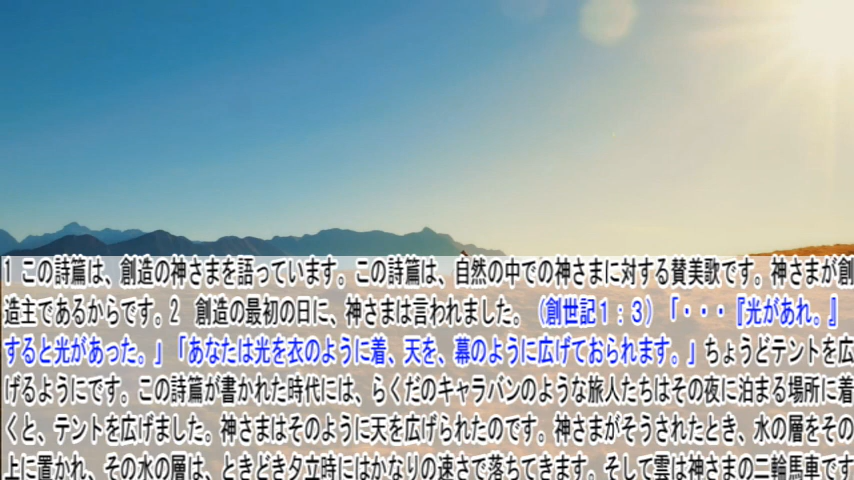 1 この詩篇は、創造の神さまを語っています。この詩篇は、自然の中での神さまに対する賛美歌です。神さまが創
造主であるからです。2 創造の最初の日に、神さまは言われました。(創世記1：3)「・・・『光があれ。』
すると光があった。」「あなたは光を衣のように着、天を、幕のように広げておられます。」ちょうどテントを広
げるようにです。この詩篇が書かれた時代には、らくだのキャラバンのような旅人たちはその夜に泊まる場所に着
くと、テントを広げました。神さまはそのように天を広げられたのです。神さまがそうされたとき、水の層をその
上に置かれ、その水の層は、ときどき夕立時にはかなりの速さで落ちてきます。そして雲は神さまの二輪馬車です